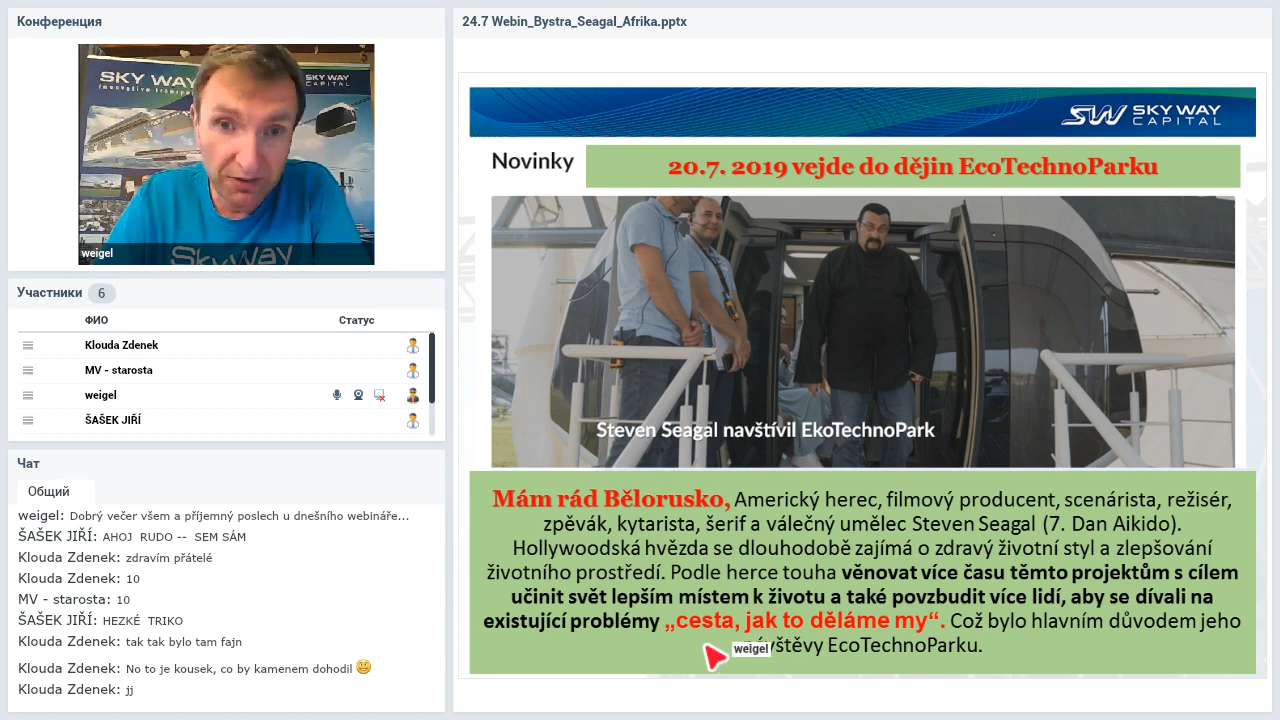 Конференция
SKY WAY
Innovative transpo
SKY WAY
CAPITAL
SkyWAY
weigel
Участники 6
ФИО Статус
Klouda Zdenek
MV - starosta
weigel
ŠAŠEK JIŘÍ
Чат
Общий
weigel: Dobrý večer všem a příjemný poslech u dnešního webináře...
ŠAŠEK JIŘÍ: AHOJ RUDO -- SEM SÁM
Klouda Zdenek: zdravím přátelé
Klouda Zdenek: 10
MV - starosta: 10
ŠAŠEK JIŘÍ: HEZKÉ TRIKO
Klouda Zdenek: tak tak bylo tam fajn
Klouda Zdenek: No to je kousek, co by kamenem dohodil
Klouda Zdenek: jj
24.7 Webin_Bystra_Seagal_Afrika.pptx
SW SKY WAY
CAPITAL
Novinky
20.7. 2019 vejde do dějin EcoTechnoParku
Steven Seagal navštívil EkoTechnoPark
Mám rád Bělorusko, Americký herec, filmový producent, scenárista, režisér,
zpěvák, kytarista, šerif a válečný umělec Steven Seagal (7. Dan Aikido).
Hollywoodská hvězda se dlouhodobě zajímá o zdravý životní styl a zlepšování
životního prostředí. Podle herce touha věnovat více času těmto projektům s cílem
učinit svět lepším místem k životu a také povzbudit více lidí, aby se dívali na
existující problémy „cesta, jak to děláme my“. Což bylo hlavním důvodem jeho
návštěvy EcoTechnoParku.
weigel